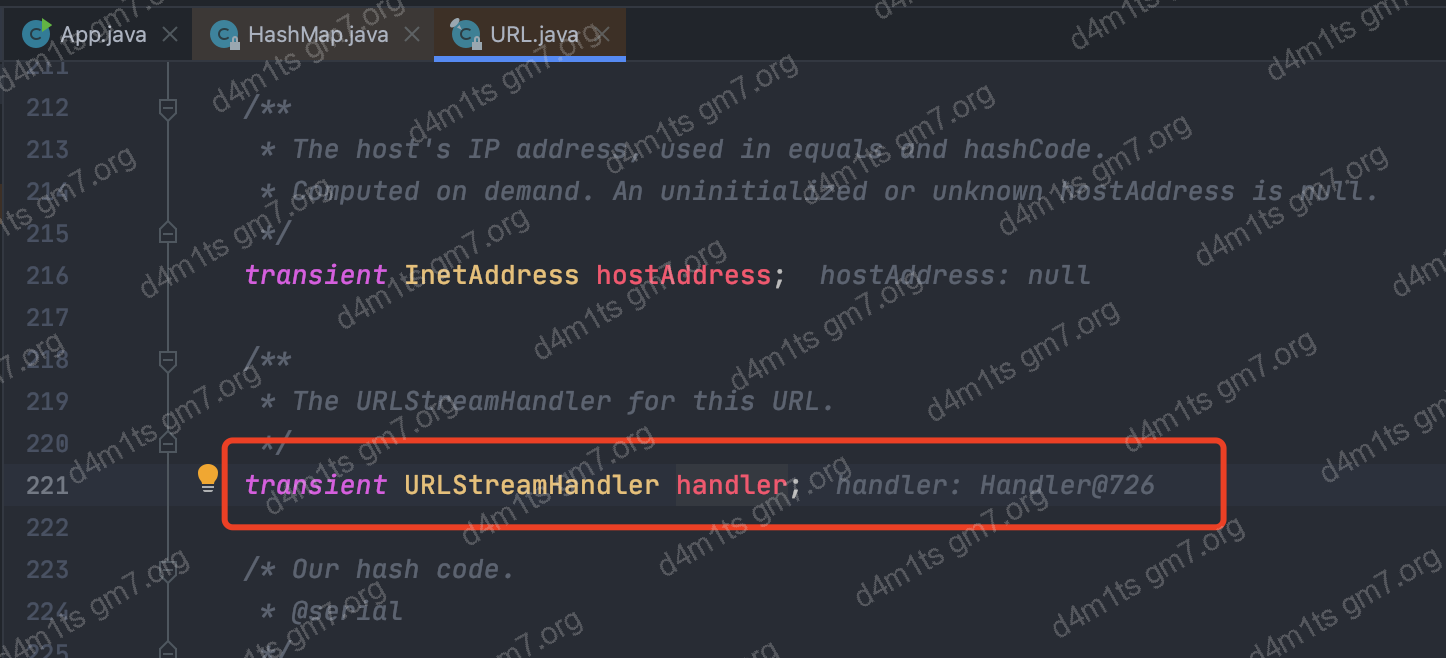 App.java HashMap.java URL.java
211
212 /**
213 * The host's IP address, used in equals and hashCode.
214 * Computed on demand. An uninitialized or unknown hostAddress is null.
215 */
216 transient InetAddress hostAddress; hostAddress: null
217
218 /**
219 * The URLStreamHandler for this URL.
220 */
221 transient URLStreamHandler handler; handler: Handler@726
222
223 /* Our hash code.
224 * @serial
225 */
d4m1ts gm7.org